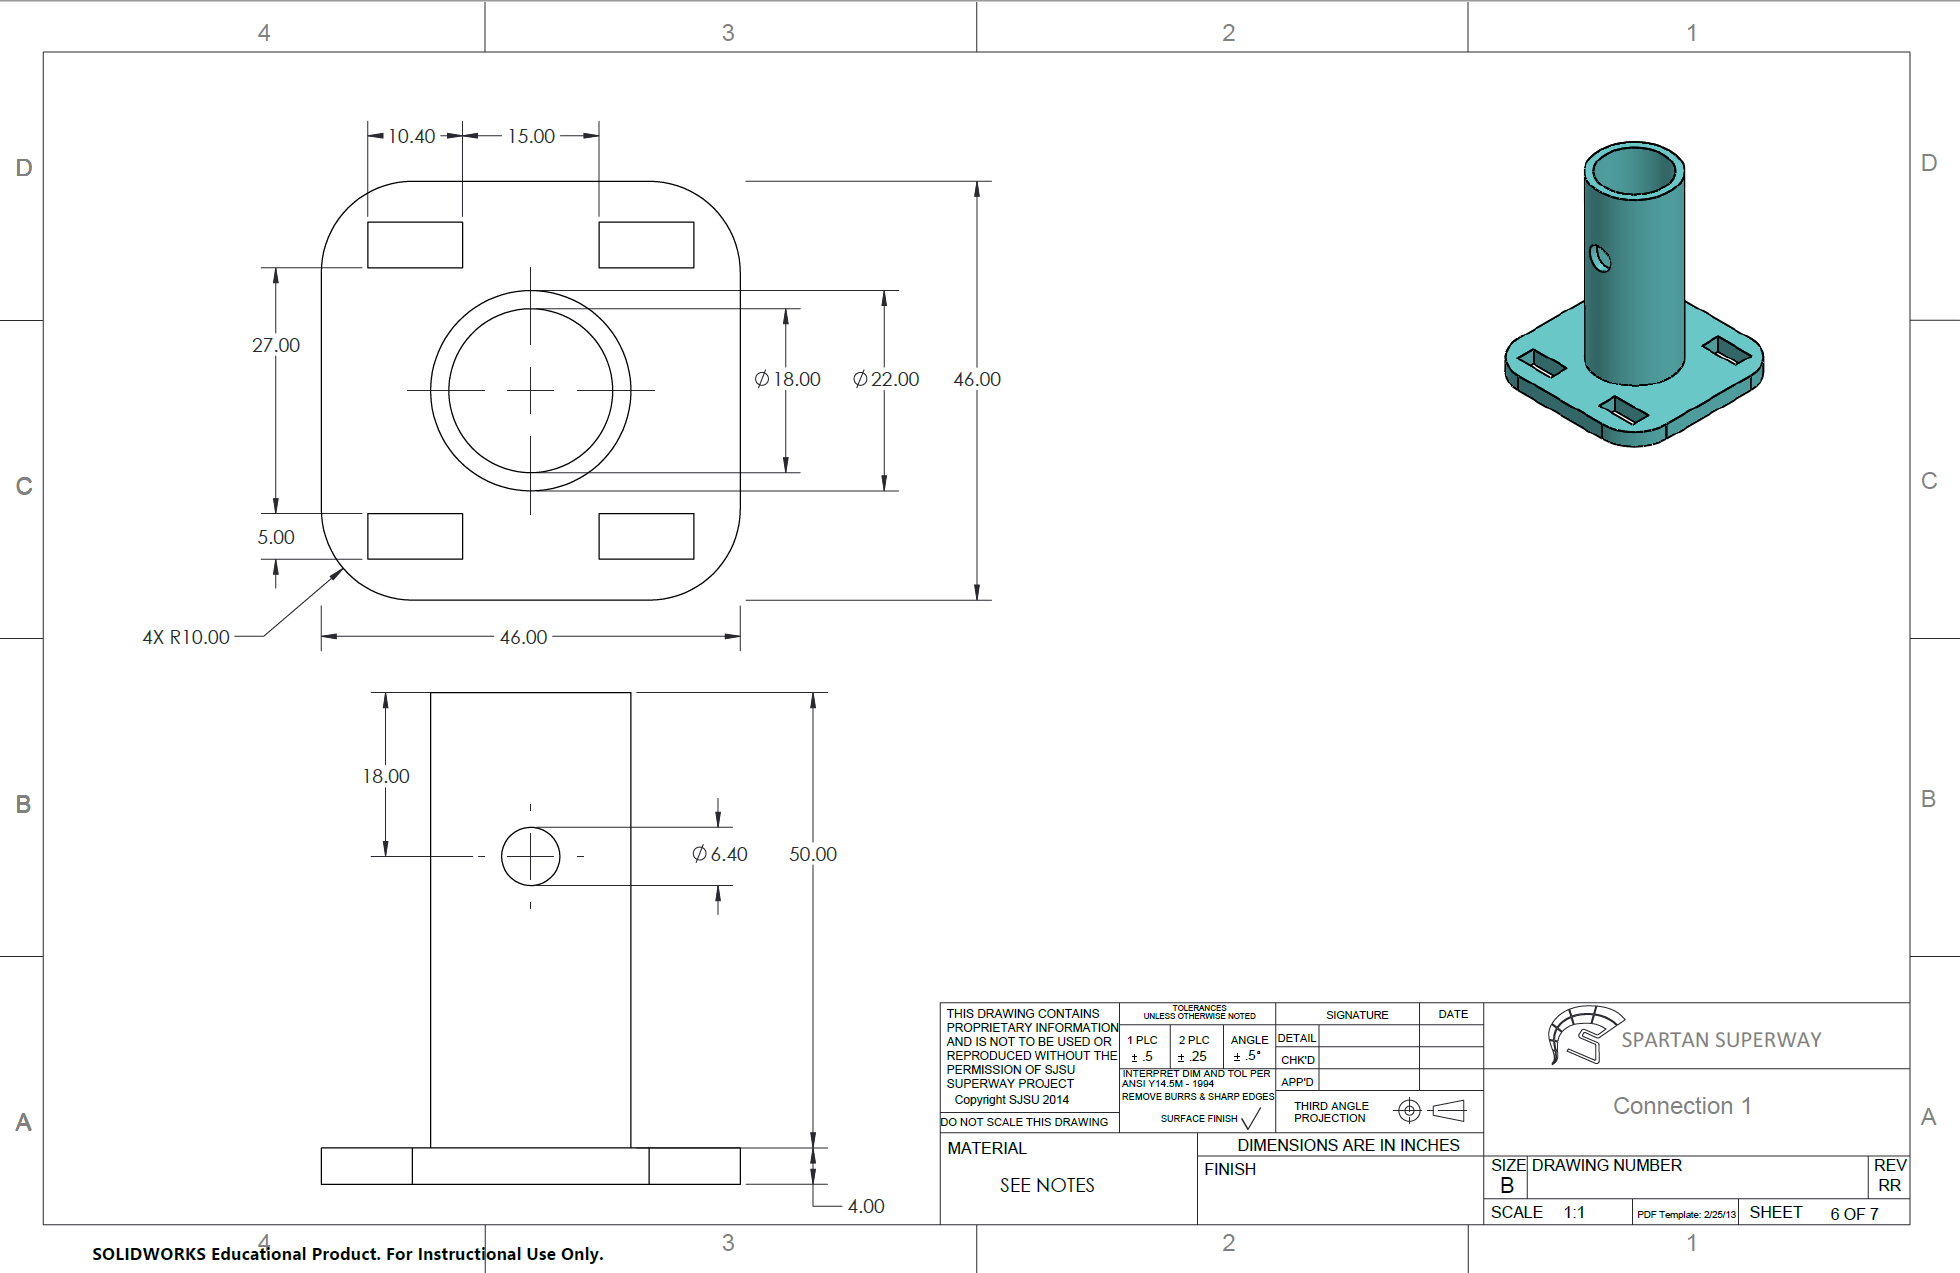 4 3 2 1
D D
C C
B B
A A
10.40 15.00
27.00
5.00
4X R10.00
46.00
⌀18.00 ⌀22.00 46.00
18.00
⌀6.40 50.00
4.00
THIS DRAWING CONTAINS
PROPRIETARY INFORMATION
AND IS NOT TO BE USED OR
REPRODUCED WITHOUT THE
PERMISSION OF SJSU
SUPERWAY PROJECT
Copyright SJSU 2014
DO NOT SCALE THIS DRAWING
TOLERANCES
UNLESS OTHERWISE NOTED
1 PLC 2 PLC ANGLE
± .5 ± .25 ± .5°
INTERPRET DIM AND TOL PER
ANSI Y14.5M - 1994
REMOVE BURRS & SHARP EDGES
SURFACE FINISH
SIGNATURE DATE
DETAIL
CHK'D
APP'D
THIRD ANGLE
PROJECTION
DIMENSIONS ARE IN INCHES
MATERIAL
SEE NOTES
FINISH
SPARTAN SUPERWAY
Connection 1
SIZE DRAWING NUMBER REV
B RR
SCALE 1:1 PDF Template: 2/25/13 SHEET 6 OF 7
4 3 2 1
SOLIDWORKS Educational Product. For Instructional Use Only.